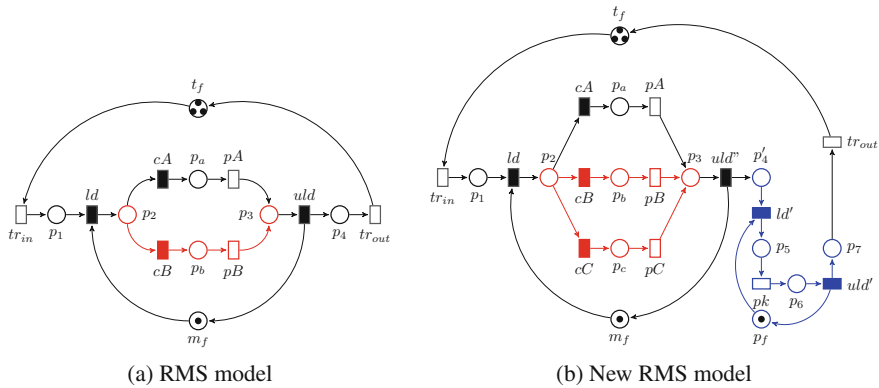 t_f
cA p_a pA
tr_in p_1 ld p_2 p_3 uld p_4 tr_out
cB p_b pB
m_f
(a) RMS model
t_f
cA p_a pA
tr_out
tr_in p_1 ld p_2 p_3 uld" p'_4
cB p_b pB
ld'
p_5 p_7
cC p_c pC
pk p_6 uld'
m_f p_f
(b) New RMS model